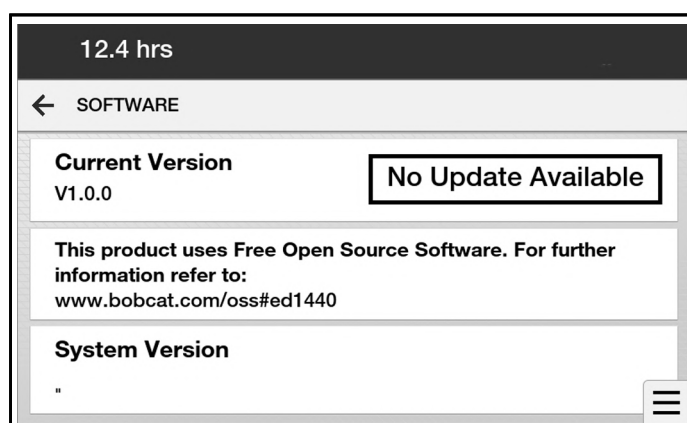 12.4 hrs
SOFTWARE
Current Version
V1.0.0
No Update Available
This product uses Free Open Source Software. For further
information refer to:
www.bobcat.com/oss#ed1440
System Version
"